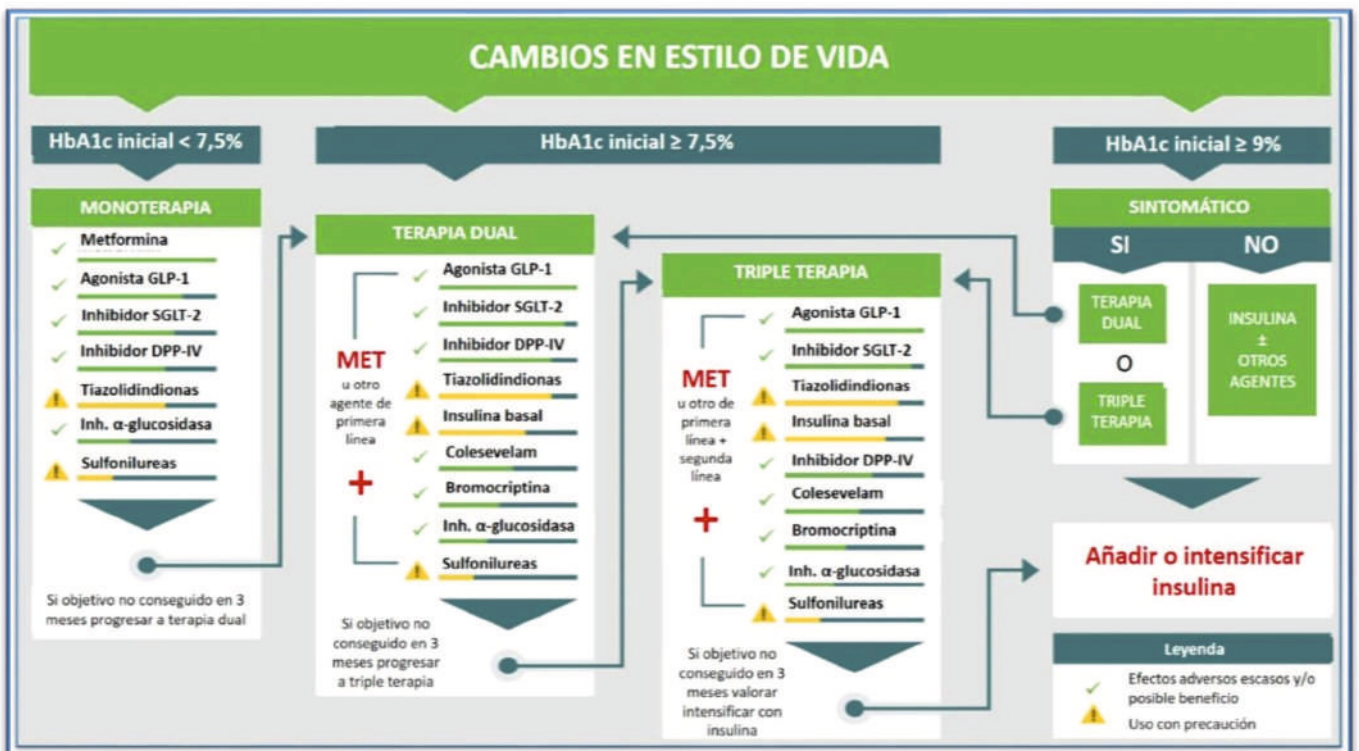 CAMBIOS EN ESTILO DE VIDA
HbA1c inicial < 7,5%
MONOTERAPIA
Metformina
Agonista GLP-1
Inhibidor SGLT-2
Inhibidor DPP-IV
Tiazolidindionas
Inh. α-glucosidasa
Sulfonilureas
Si objetivo no conseguido en 3
meses progresar a terapia dual
HbA1c inicial ≥ 7,5%
TERAPIA DUAL
MET
u otro
agente de
primera
línea
+
Agonista GLP-1
Inhibidor SGLT-2
Inhibidor DPP-IV
Tiazolidindionas
Insulina basal
Colesevelam
Bromocriptina
Inh. α-glucosidasa
Sulfonilureas
Si objetivo no
conseguido en 3
meses progresar
a triple terapia
TRIPLE TERAPIA
MET
u otro de
primera
línea +
segunda
línea
+
Agonista GLP-1
Inhibidor SGLT-2
Tiazolidindionas
Insulina basal
Inhibidor DPP-IV
Colesevelam
Bromocriptina
Inh. α-glucosidasa
Sulfonilureas
Si objetivo no
conseguido en 3
meses valorar
intensificar con
insulina
HbA1c inicial ≥ 9%
SINTOMÁTICO
SI
NO
TERAPIA
DUAL
O
TRIPLE
TERAPIA
INSULINA
±
OTROS
AGENTES
Añadir o intensificar
insulina
Leyenda
Efectos adversos escasos y/o
posible beneficio
Uso con precaución